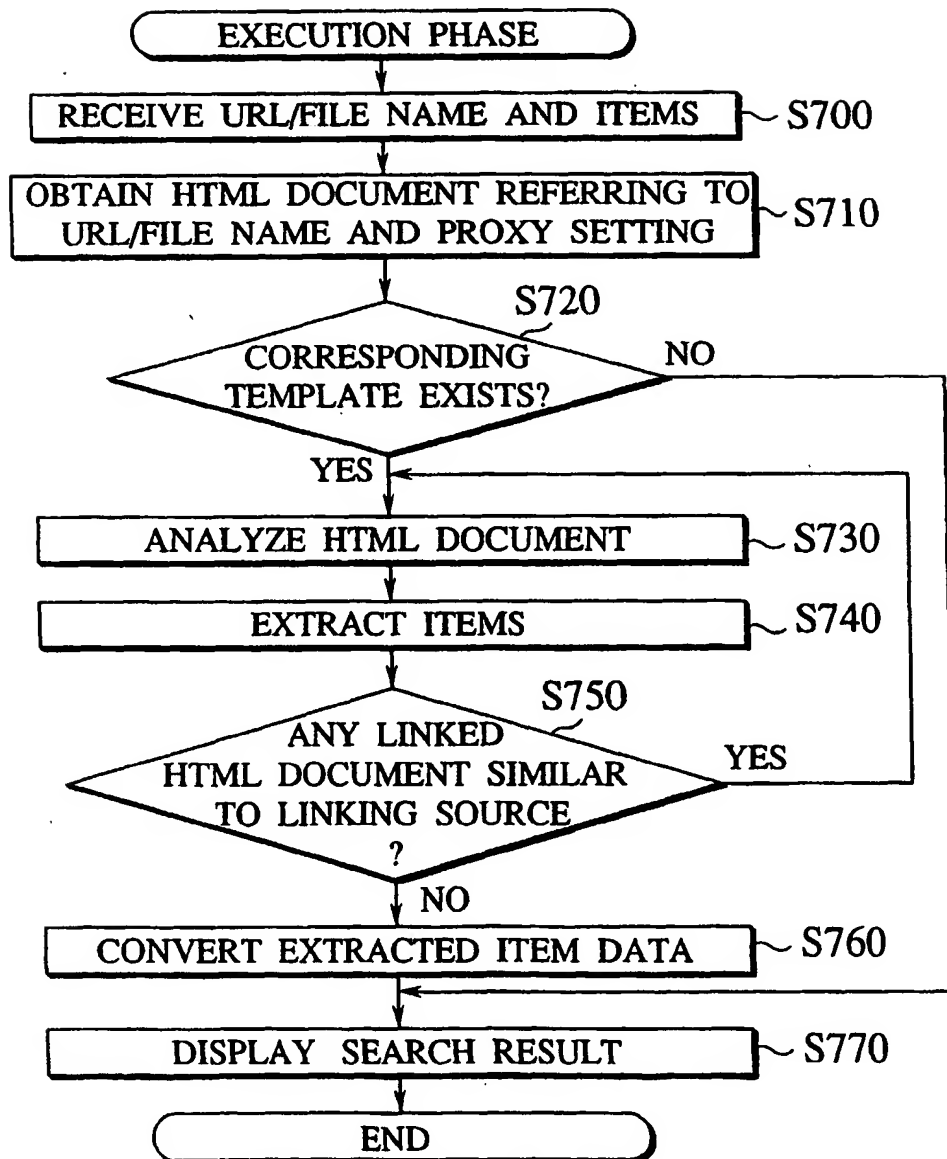 EXECUTION PHASE
RECEIVE URL/FILE NAME AND ITEMS
S700
OBTAIN HTML DOCUMENT REFERRING TO
URL/FILE NAME AND PROXY SETTING
S710
S720
CORRESPONDING
TEMPLATE EXISTS?
NO
YES
ANALYZE HTML DOCUMENT
S730
EXTRACT ITEMS
S740
S750
ANY LINKED
HTML DOCUMENT SIMILAR
TO LINKING SOURCE
?
YES
NO
CONVERT EXTRACTED ITEM DATA
S760
DISPLAY SEARCH RESULT
S770
END